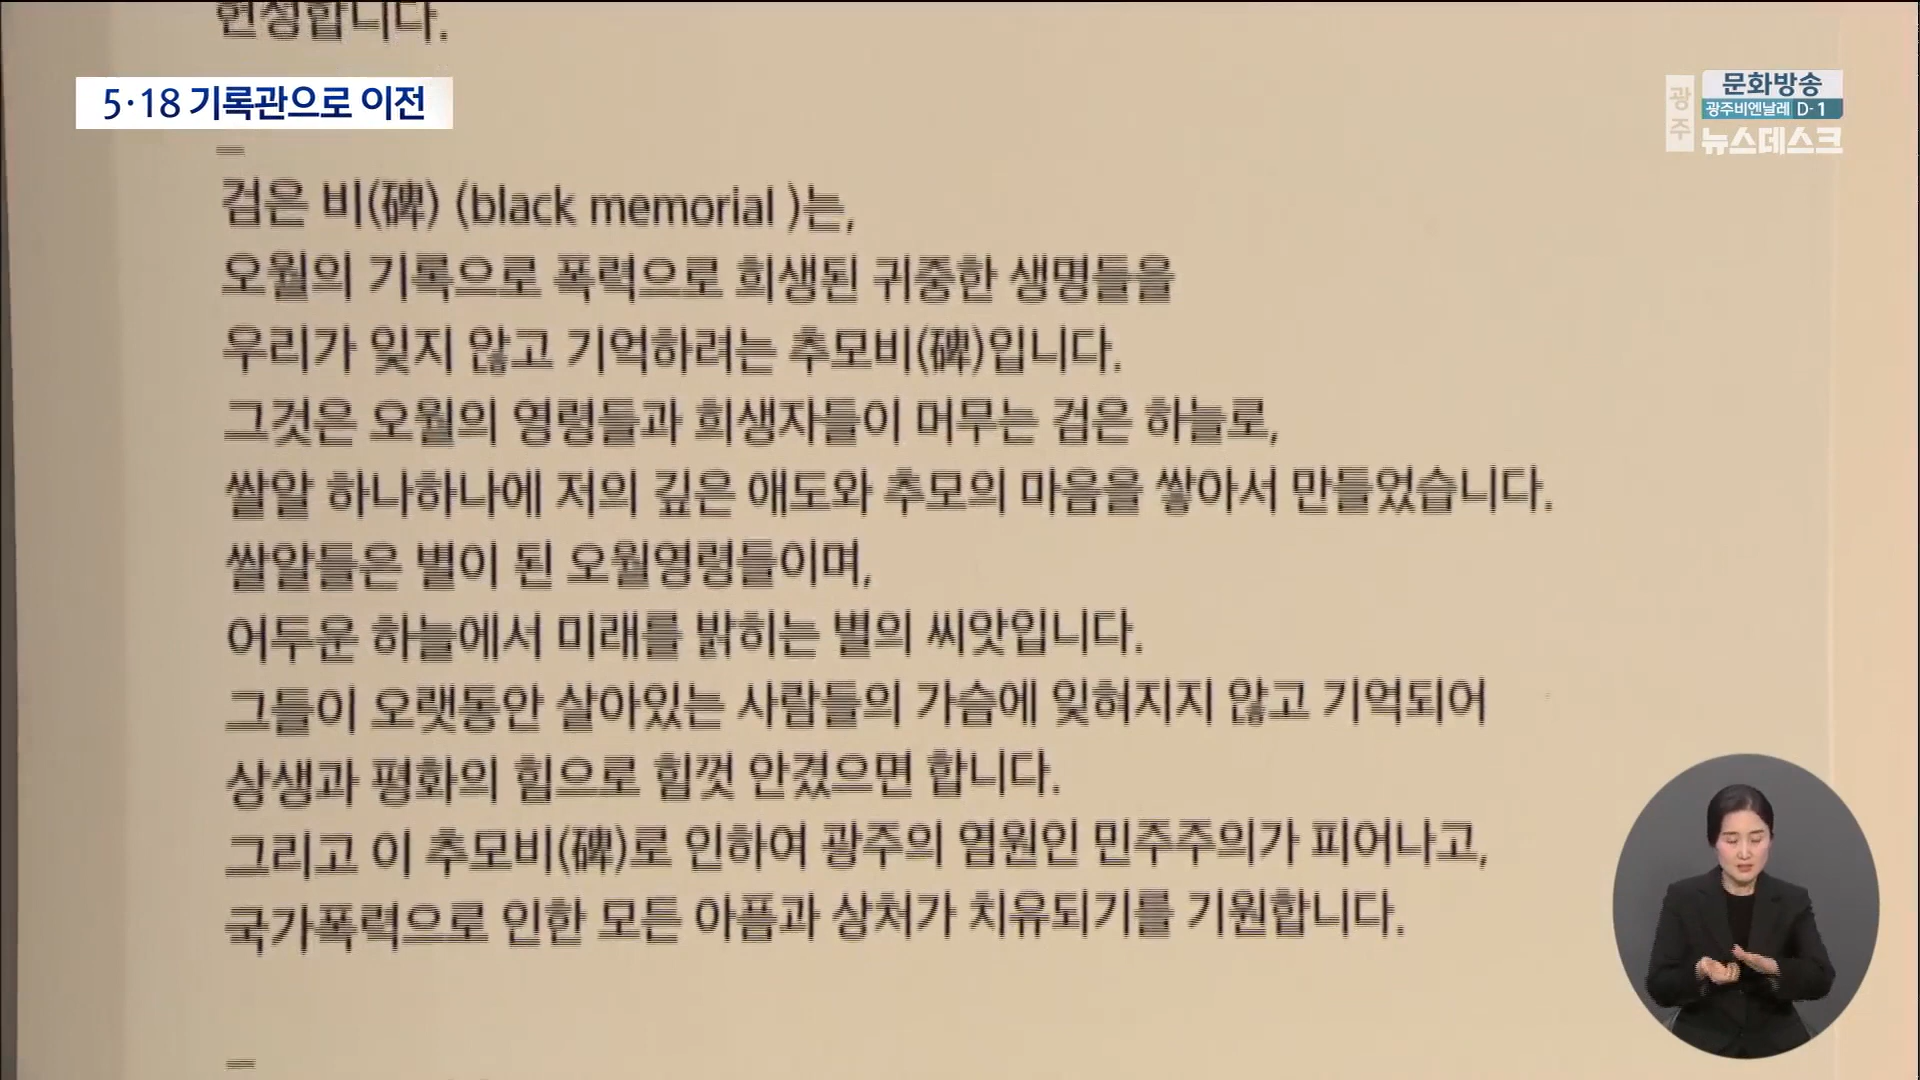 헌정합니다.
5·18 기록관으로 이전
광주
문화방송
광주비엔날레 D-1
뉴스데스크
검은 비(碑) (black memorial )는,
오월의 기록으로 폭력으로 희생된 귀중한 생명들을
우리가 잊지 않고 기억하려는 추모비(碑)입니다.
그것은 오월의 영령들과 희생자들이 머무는 검은 하늘로,
쌀알 하나하나에 저의 깊은 애도와 추모의 마음을 쌓아서 만들었습니다.
쌀알들은 별이 된 오월영령들이며,
어두운 하늘에서 미래를 밝히는 별의 씨앗입니다.
그들이 오랫동안 살아있는 사람들의 가슴에 잊혀지지 않고 기억되어
상생과 평화의 힘으로 힘껏 안겼으면 합니다.
그리고 이 추모비(碑)로 인하여 광주의 염원인 민주주의가 피어나고,
국가폭력으로 인한 모든 아픔과 상처가 치유되기를 기원합니다.